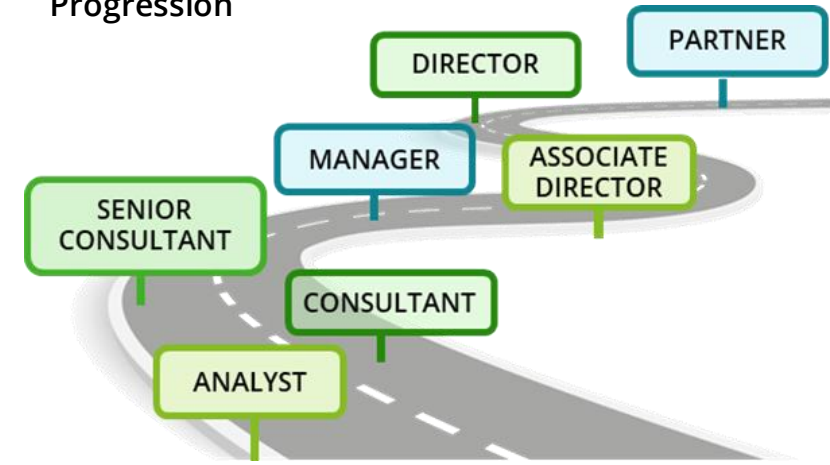 Progression
PARTNER
DIRECTOR
ASSOCIATE
DIRECTOR
MANAGER
SENIOR
CONSULTANT
CONSULTANT
ANALYST